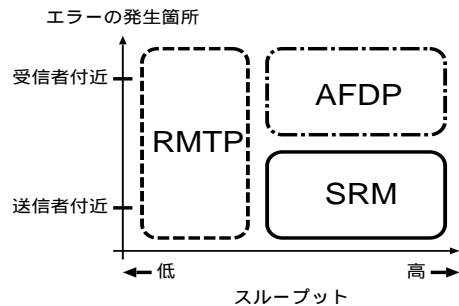 エラーの発生箇所
受信者付近
AFDP
RMTP
SRM
送信者付近
低
高
スループット